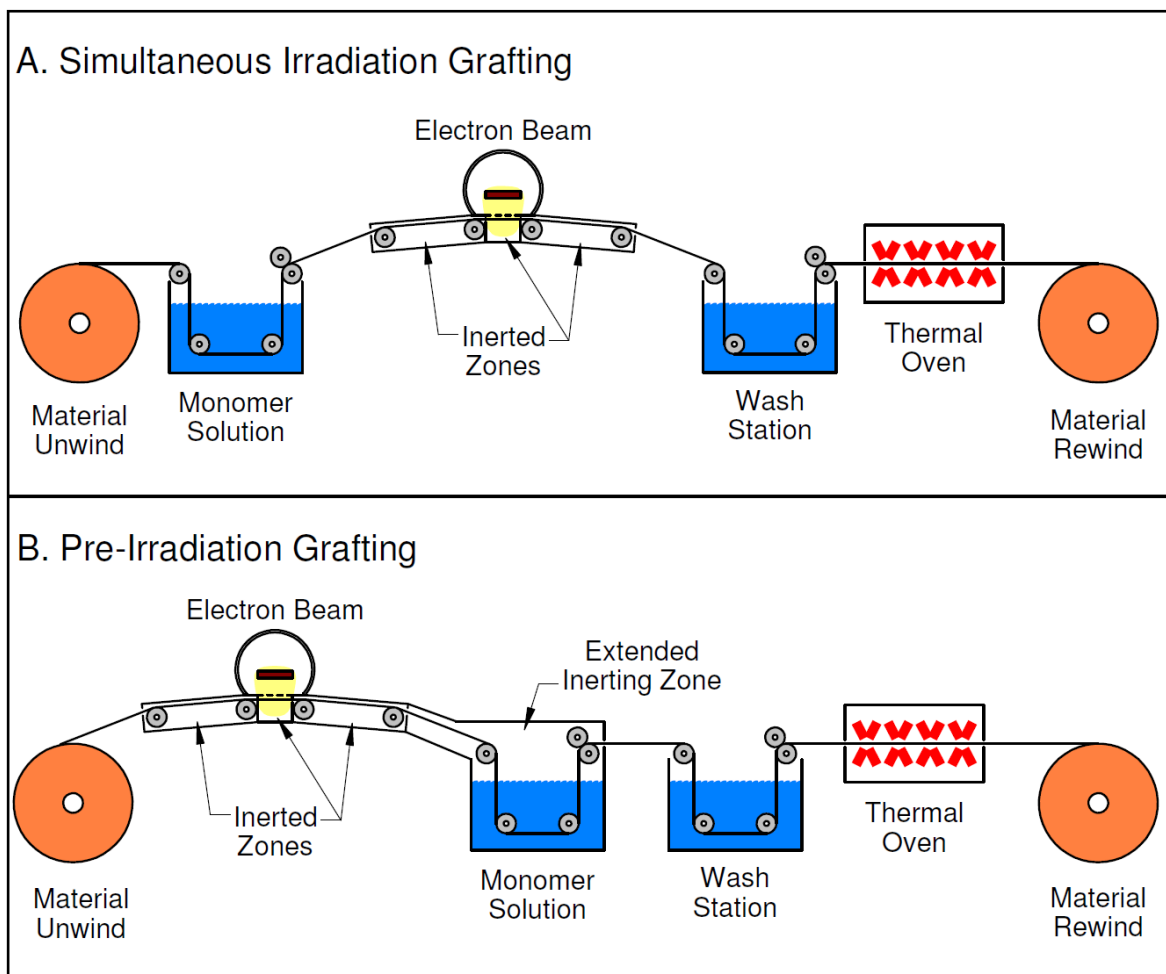 A. Simultaneous Irradiation Grafting
Electron Beam
Inerted
Zones
Material
Unwind
Monomer
Solution
Wash
Station
Thermal
Oven
Material
Rewind
B. Pre-Irradiation Grafting
Electron Beam
Extended
Inerting Zone
Inerted
Zones
Material
Unwind
Monomer
Solution
Wash
Station
Thermal
Oven
Material
Rewind